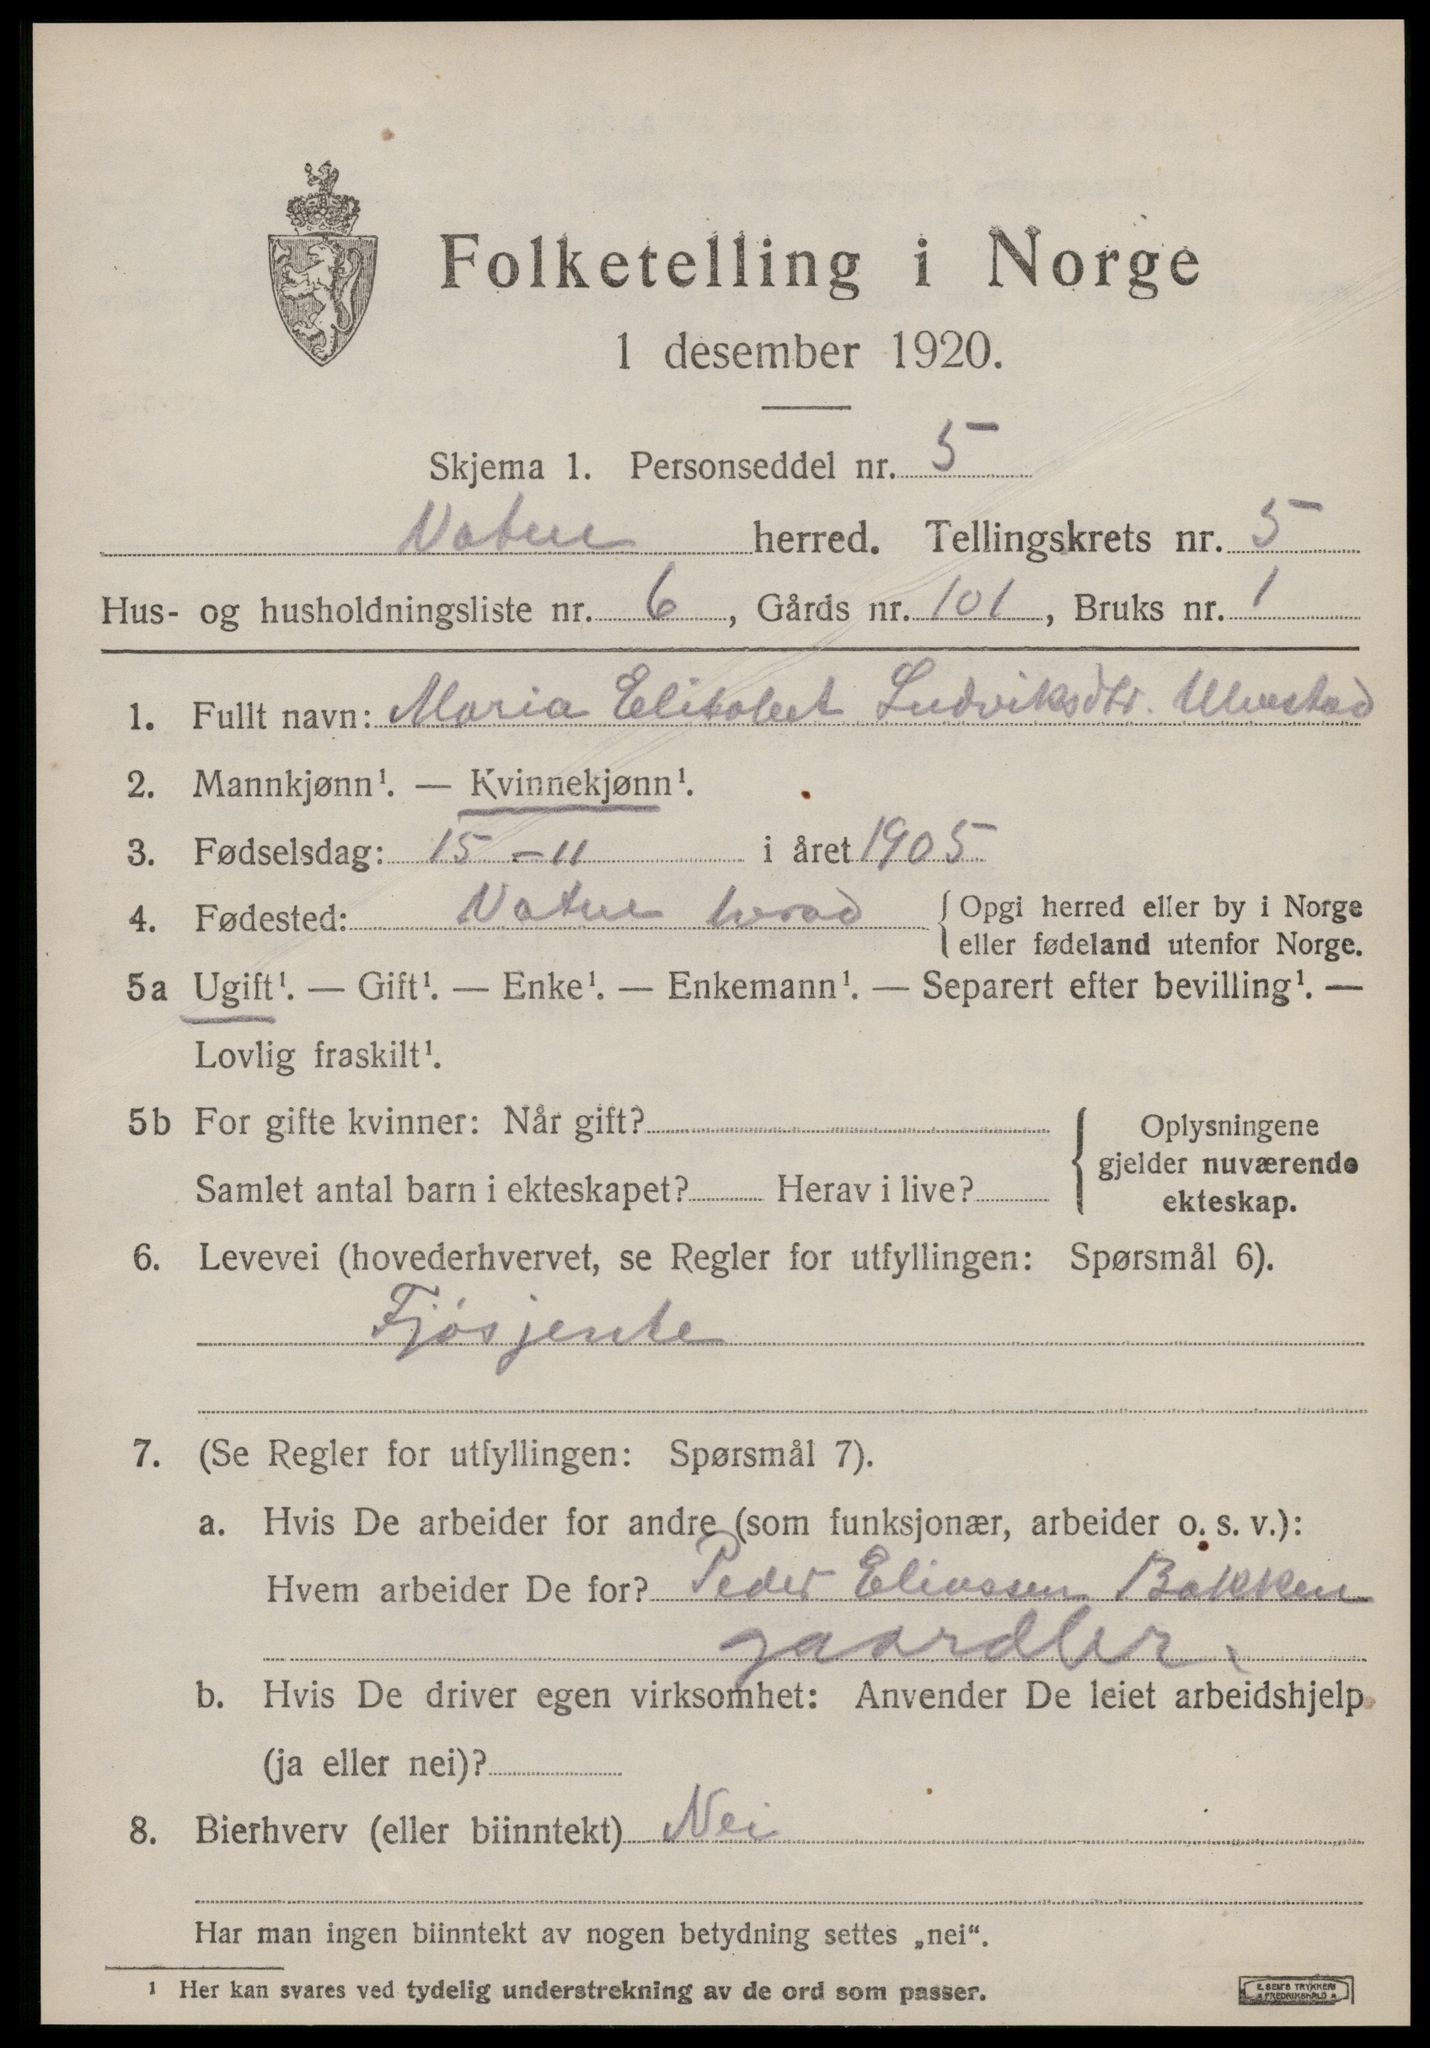 Folketelling i Norge
1 desember 1920.
Skjema 1. Personseddel nr. 5
Vatne herred. Tellingskrets nr. 5
Hus- og husholdningsliste nr. 6, Gårds nr. 101, Bruks nr. 1
1. Fullt navn: Maria Elisabet Ludviksdtr. Ulvestad
2. Mannkjønn¹. — Kvinnekjønn¹.
3. Fødselsdag: 15 - 11 i året 1905
4. Fødested: Vatne herad { Opgi herred eller by i Norge
eller fødeland utenfor Norge.
5a Ugift¹. — Gift¹. — Enke¹. — Enkemann¹. — Separert efter bevilling¹. —
Lovlig fraskilt¹.
5b For gifte kvinner: Når gift?
Samlet antal barn i ekteskapet? Herav i live?
Oplysningene
gjelder nuværende
ekteskap.
6. Levevei (hovederhvervet, se Regler for utfyllingen: Spørsmål 6).
Fjøsjente
7. (Se Regler for utfyllingen: Spørsmål 7).
a. Hvis De arbeider for andre (som funksjonær, arbeider o. s. v.):
Hvem arbeider De for? Peder Eliassen Bakken
gaardbr.
b. Hvis De driver egen virksomhet: Anvender De leiet arbeidshjelp
(ja eller nei)?
8. Bierhverv (eller biinntekt) Nei
Har man ingen biinntekt av nogen betydning settes „nei“.
¹ Her kan svares ved tydelig understrekning av de ord som passer.
E. SEM'S TRYKKERI
FREDRIKSHALD